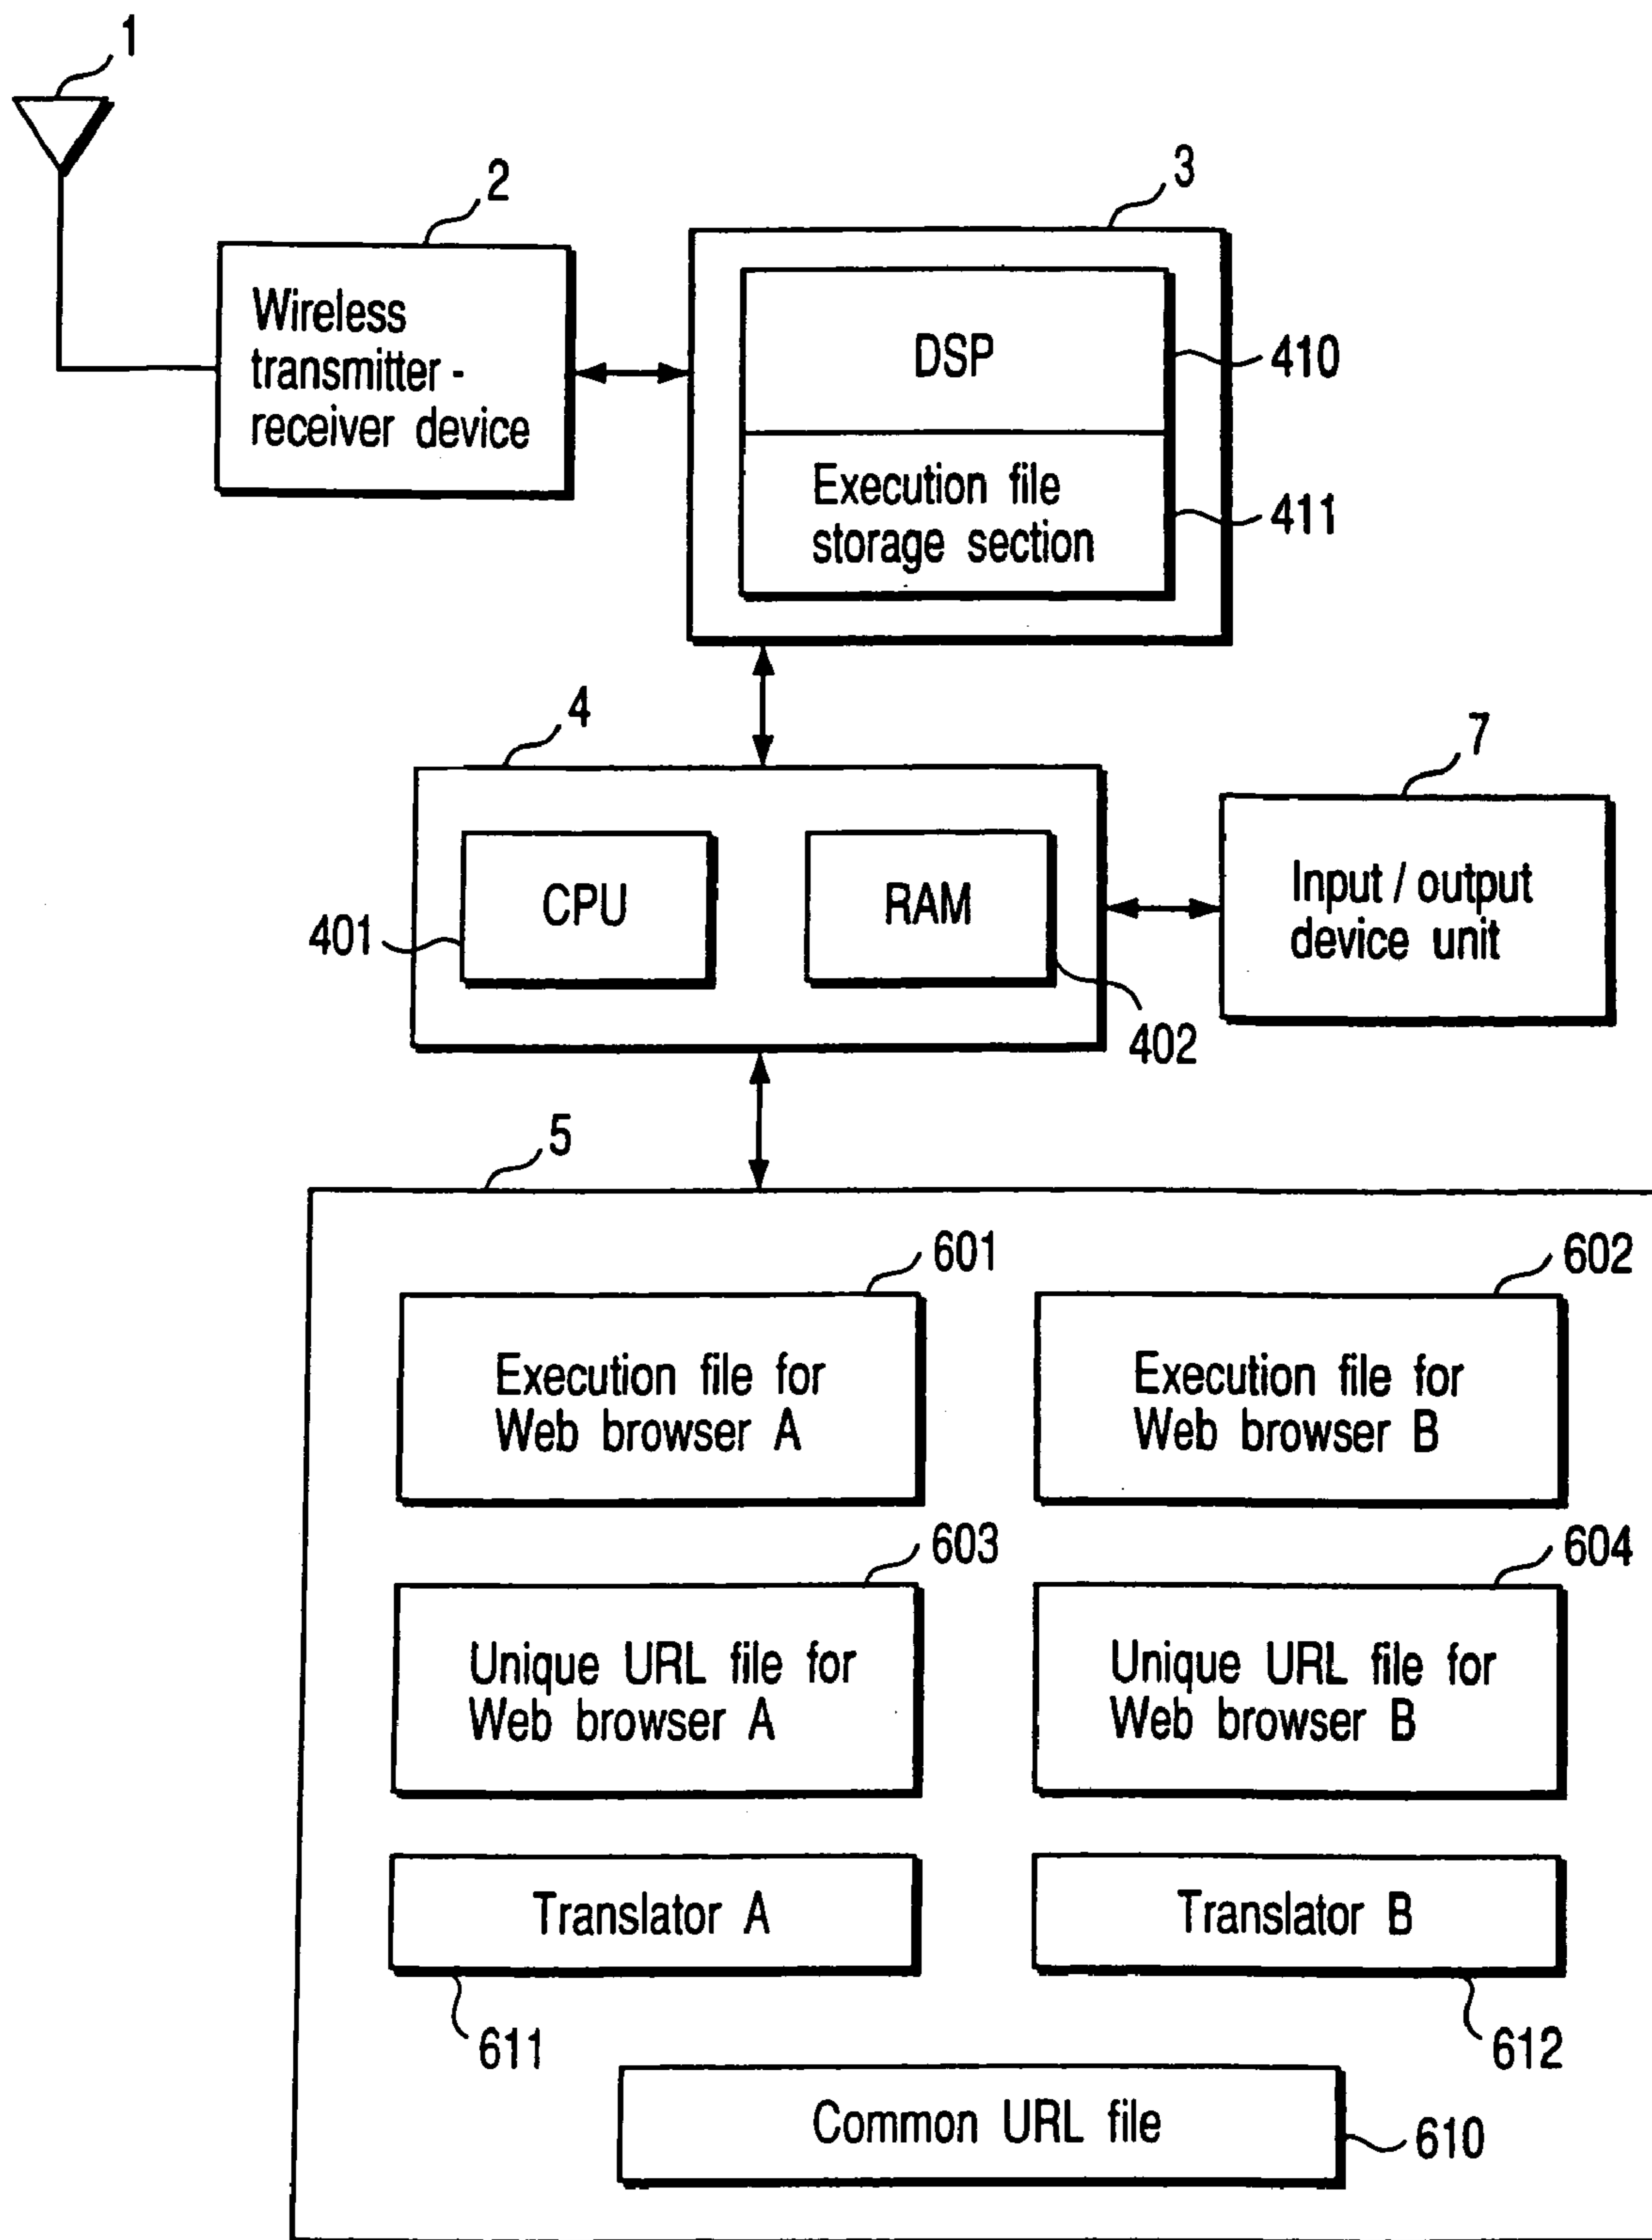 1
2
3
Wireless
transmitter-
receiver device
DSP
410
Execution file
storage section
411
4
7
CPU
RAM
401
402
Input / output
device unit
5
601
602
Execution file for
Web browser A
Execution file for
Web browser B
603
604
Unique URL file for
Web browser A
Unique URL file for
Web browser B
Translator A
Translator B
611
612
Common URL file
610